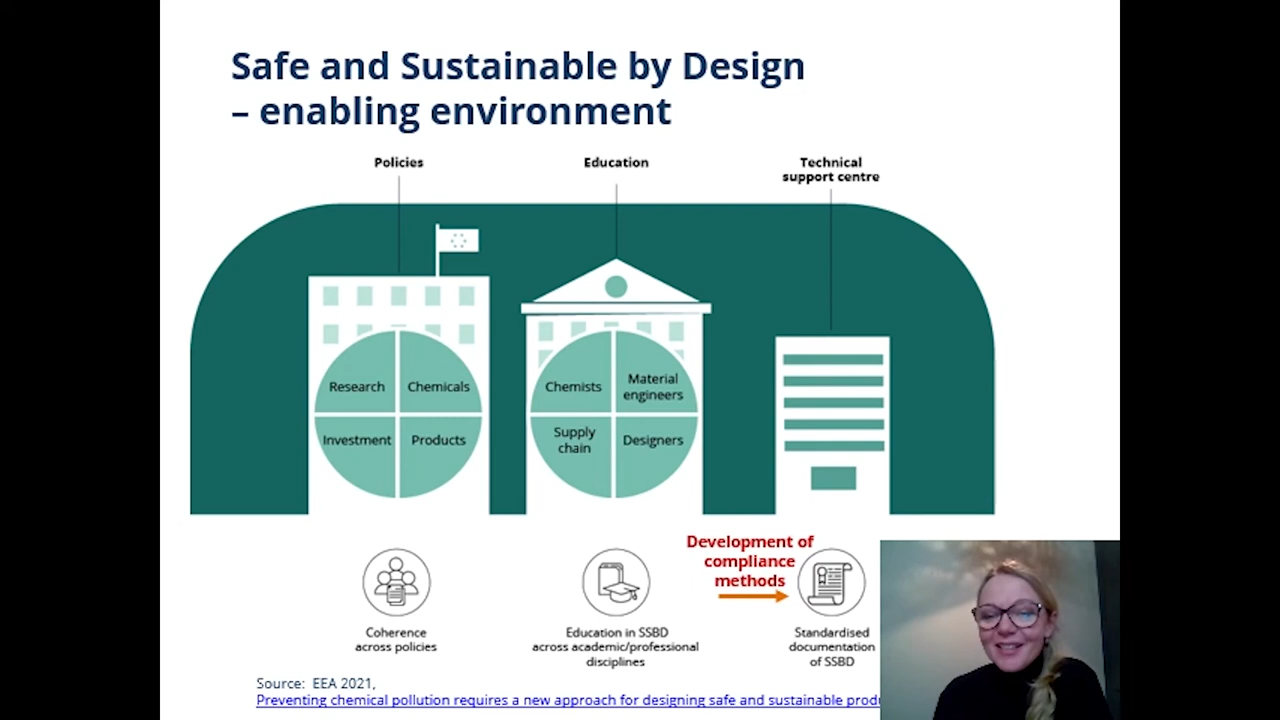 Safe and Sustainable by Design
– enabling environment
Policies
Education
Technical
support centre
Research
Chemicals
Investment
Products
Chemists
Material
engineers
Supply
chain
Designers
Development of
compliance
methods
Coherence
across policies
Education in SSBD
across academic/professional
disciplines
Standardised
documentation
of SSBD
Source: EEA 2021,
Preventing chemical pollution requires a new approach for designing safe and sustainable